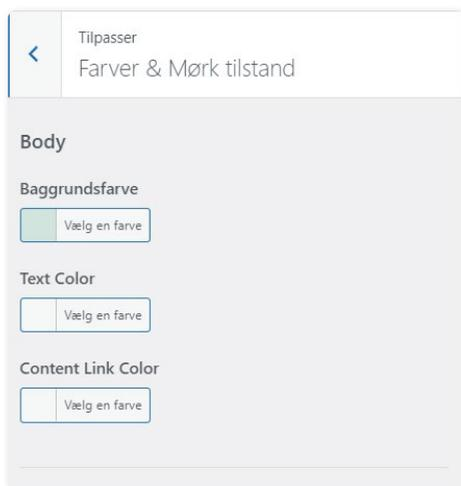 Tilpasser
Farver & Mørk tilstand
Body
Baggrundsfarve
Vælg en farve
Text Color
Vælg en farve
Content Link Color
Vælg en farve